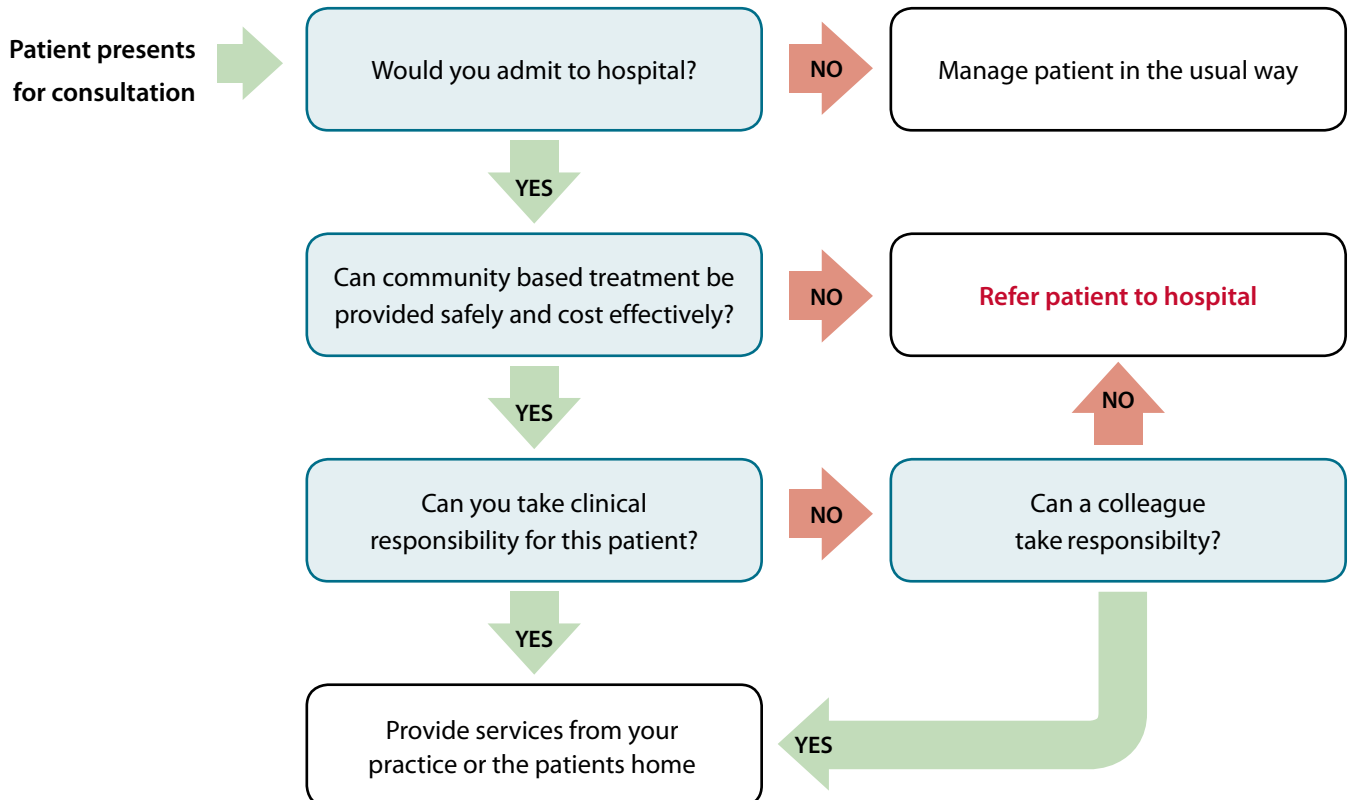 Patient presents
for consultation
Would you admit to hospital?
NO
Manage patient in the usual way
YES
Can community based treatment be
provided safely and cost effectively?
NO
Refer patient to hospital
YES
NO
Can you take clinical
responsibility for this patient?
NO
Can a colleague
take responsibilty?
YES
Provide services from your
practice or the patients home
YES